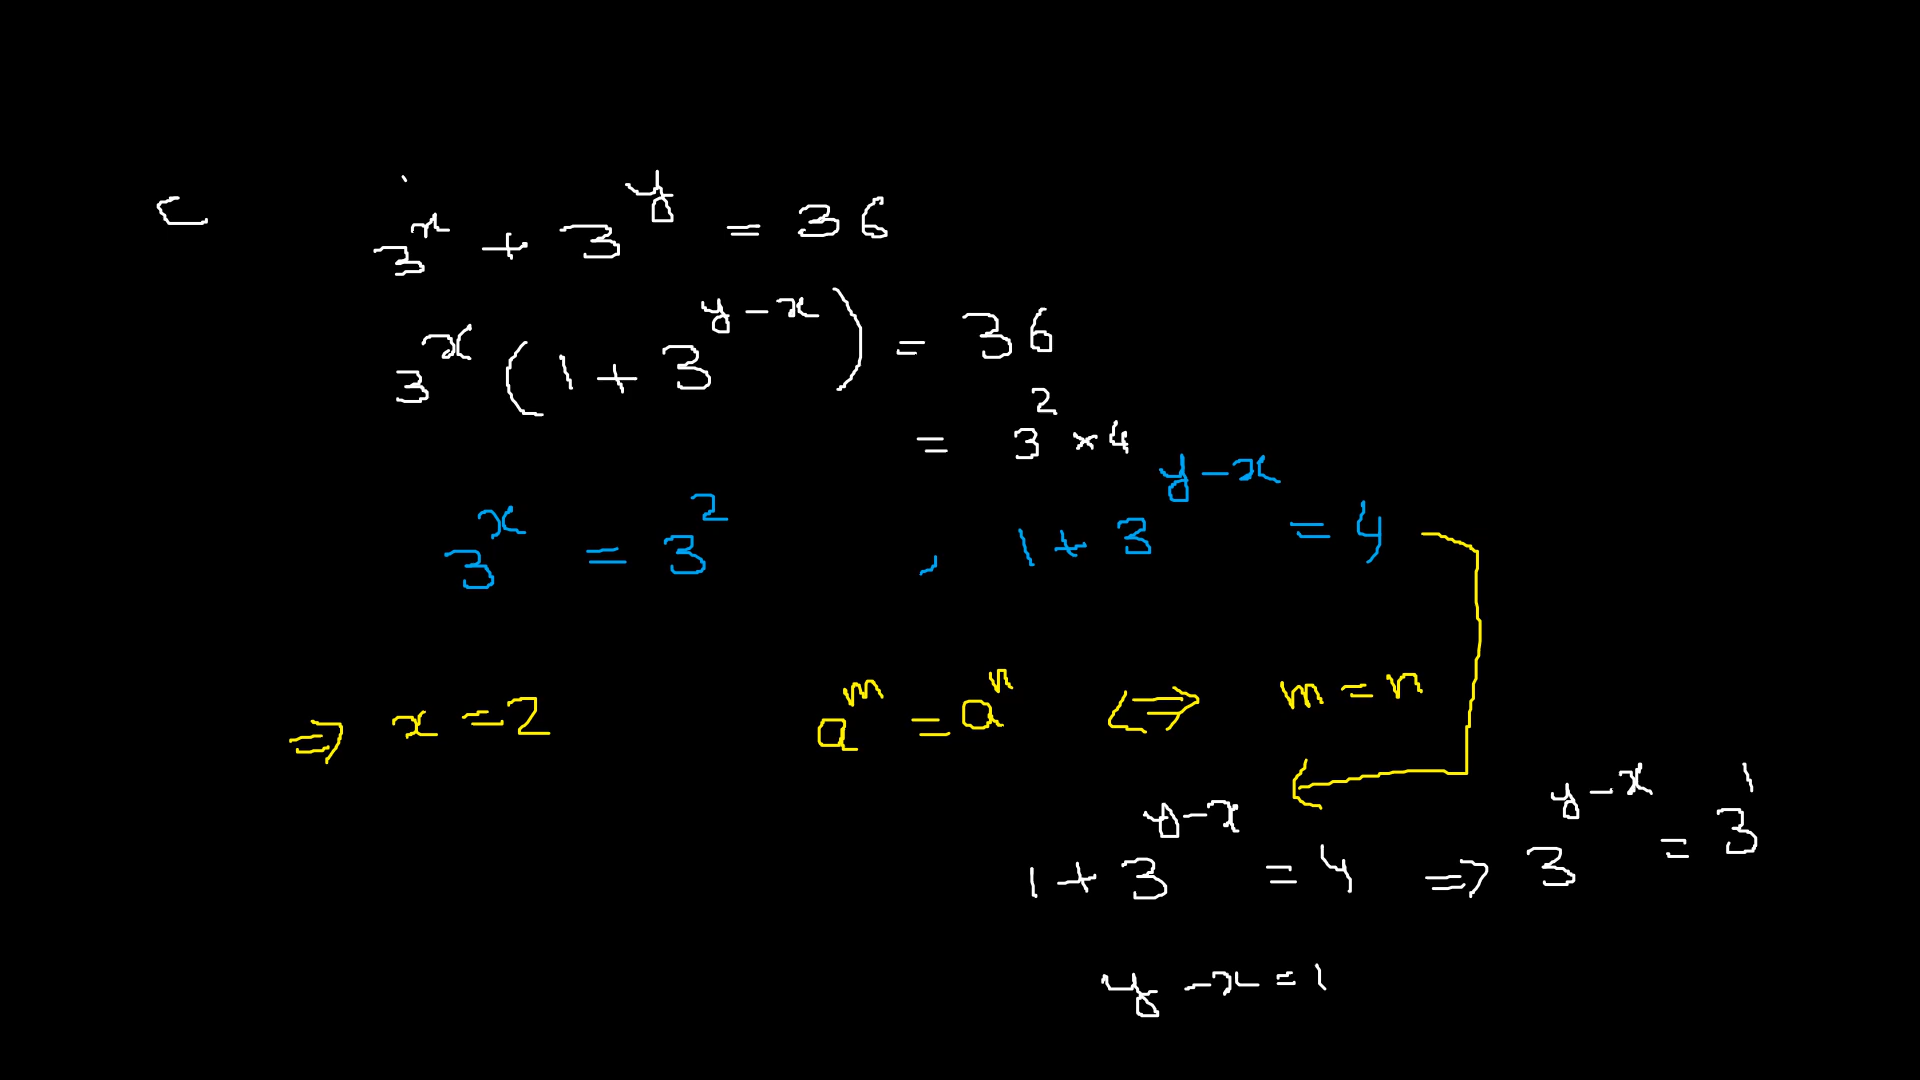 3^x + 3^y = 36
3^x (1 + 3^(y-x)) = 36
= 3^2 × 4
3^x = 3^2 , 1 + 3^(y-x) = 4
⇒ x = 2 a^m = a^n ⇔ m = n
1 + 3^(y-x) = 4 ⇒ 3^(y-x) = 3^1
y - x = 1